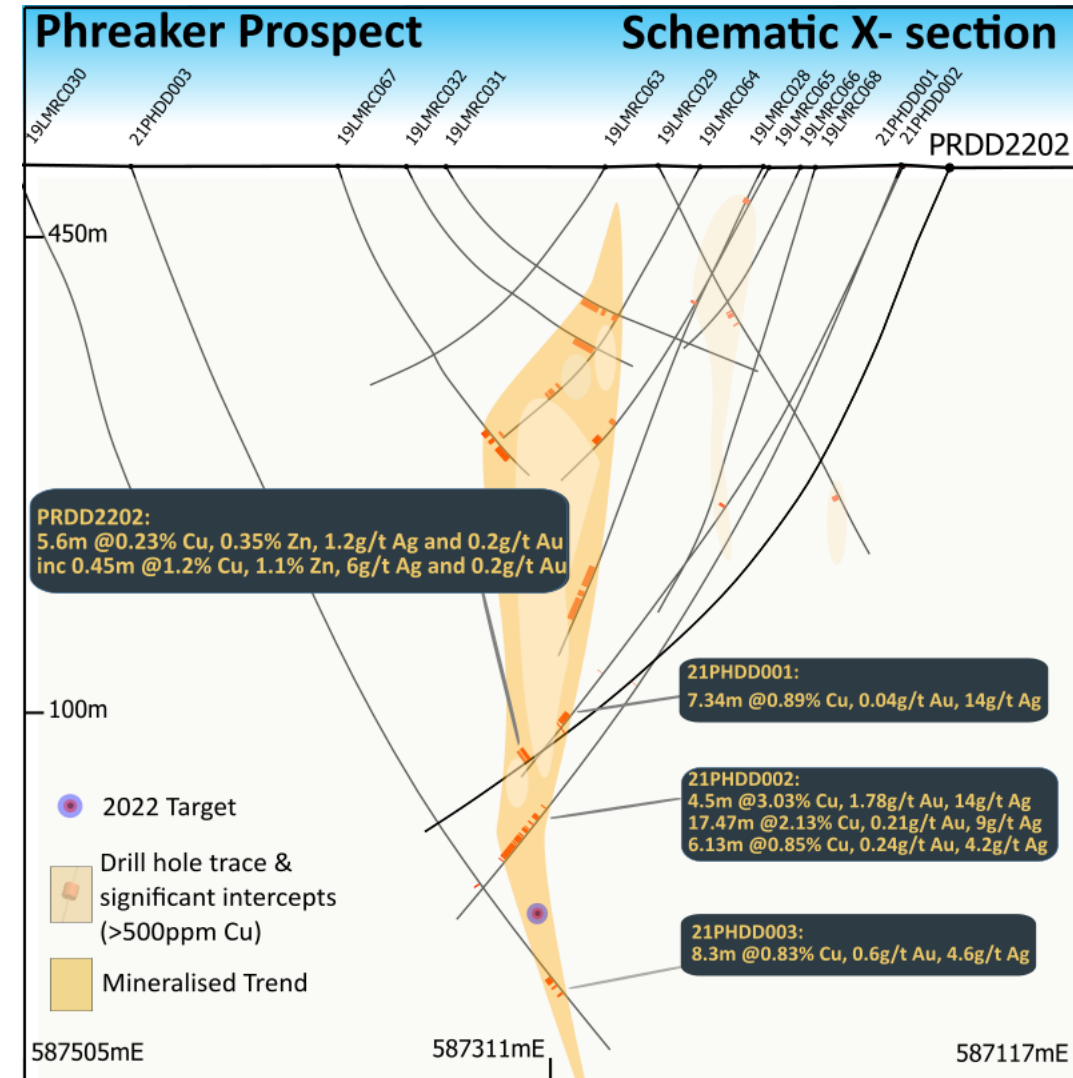 Phreaker Prospect
Schematic X- section
19LMRC030
21PHDD003
19LMRC067
19LMRC032
19LMRC031
19LMRC063
19LMRC029
19LMRC064
19LMRC028
19LMRC065
19LMRC066
19LMRC068
21PHDD001
21PHDD002
PRDD2202
450m
PRDD2202:
5.6m @0.23% Cu, 0.35% Zn, 1.2g/t Ag and 0.2g/t Au
inc 0.45m @1.2% Cu, 1.1% Zn, 6g/t Ag and 0.2g/t Au
21PHDD001:
7.34m @0.89% Cu, 0.04g/t Au, 14g/t Ag
100m
21PHDD002:
4.5m @3.03% Cu, 1.78g/t Au, 14g/t Ag
17.47m @2.13% Cu, 0.21g/t Au, 9g/t Ag
6.13m @0.85% Cu, 0.24g/t Au, 4.2g/t Ag
2022 Target
Drill hole trace &
significant intercepts
(>500ppm Cu)
21PHDD003:
8.3m @0.83% Cu, 0.6g/t Au, 4.6g/t Ag
Mineralised Trend
587505mE
587311mE
587117mE